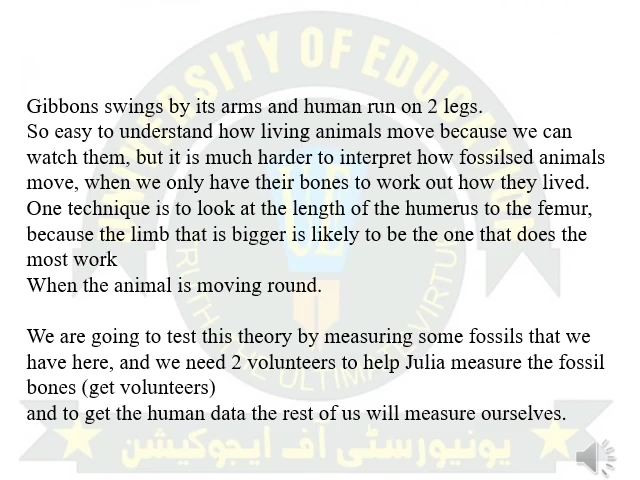 UNIVERSITY OF EDUCATION
Gibbons swings by its arms and human run on 2 legs.
So easy to understand how living animals move because we can
watch them, but it is much harder to interpret how fossilsed animals
move, when we only have their bones to work out how they lived.
One technique is to look at the length of the humerus to the femur,
because the limb that is bigger is likely to be the one that does the
most work
When the animal is moving round.
We are going to test this theory by measuring some fossils that we
have here, and we need 2 volunteers to help Julia measure the fossil
bones (get volunteers)
and to get the human data the rest of us will measure ourselves.
یونیورسٹی آف ایجوکیشن